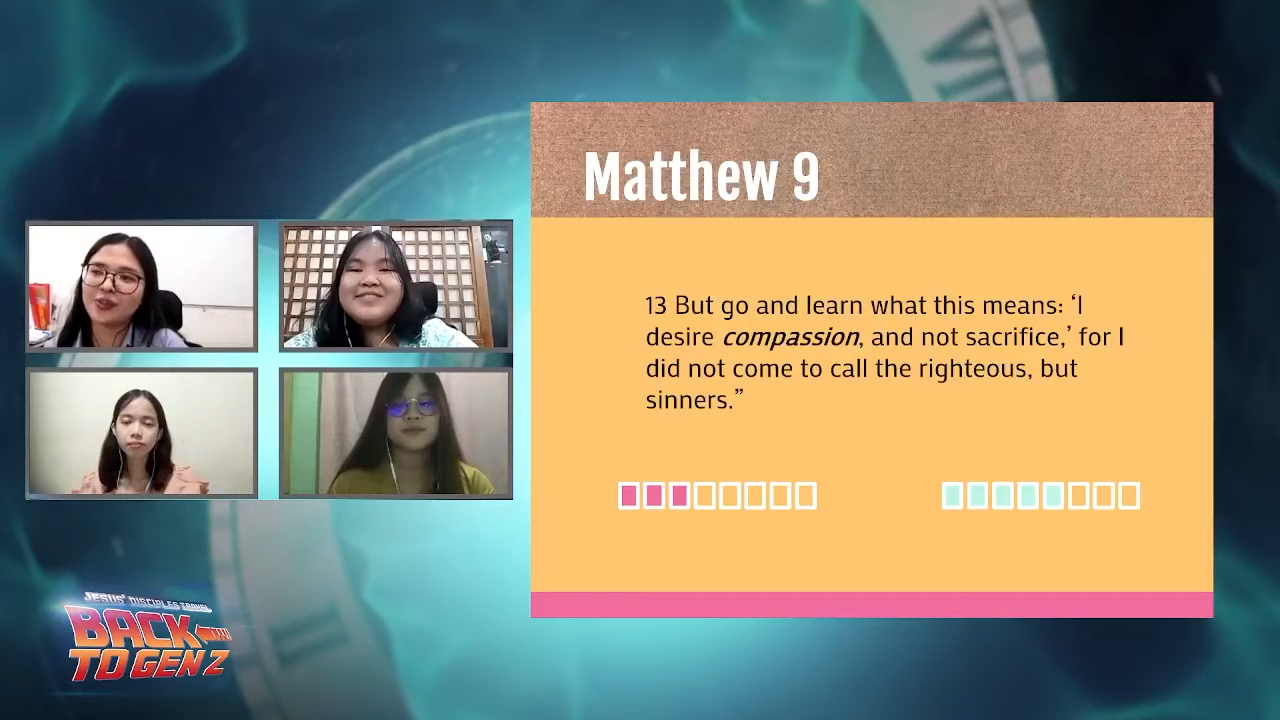 Matthew 9
13 But go and learn what this means: ‘I
desire compassion, and not sacrifice,’ for I
did not come to call the righteous, but
sinners.”
JESUS' DISCIPLES TRAVEL
BACK
TO GEN Z